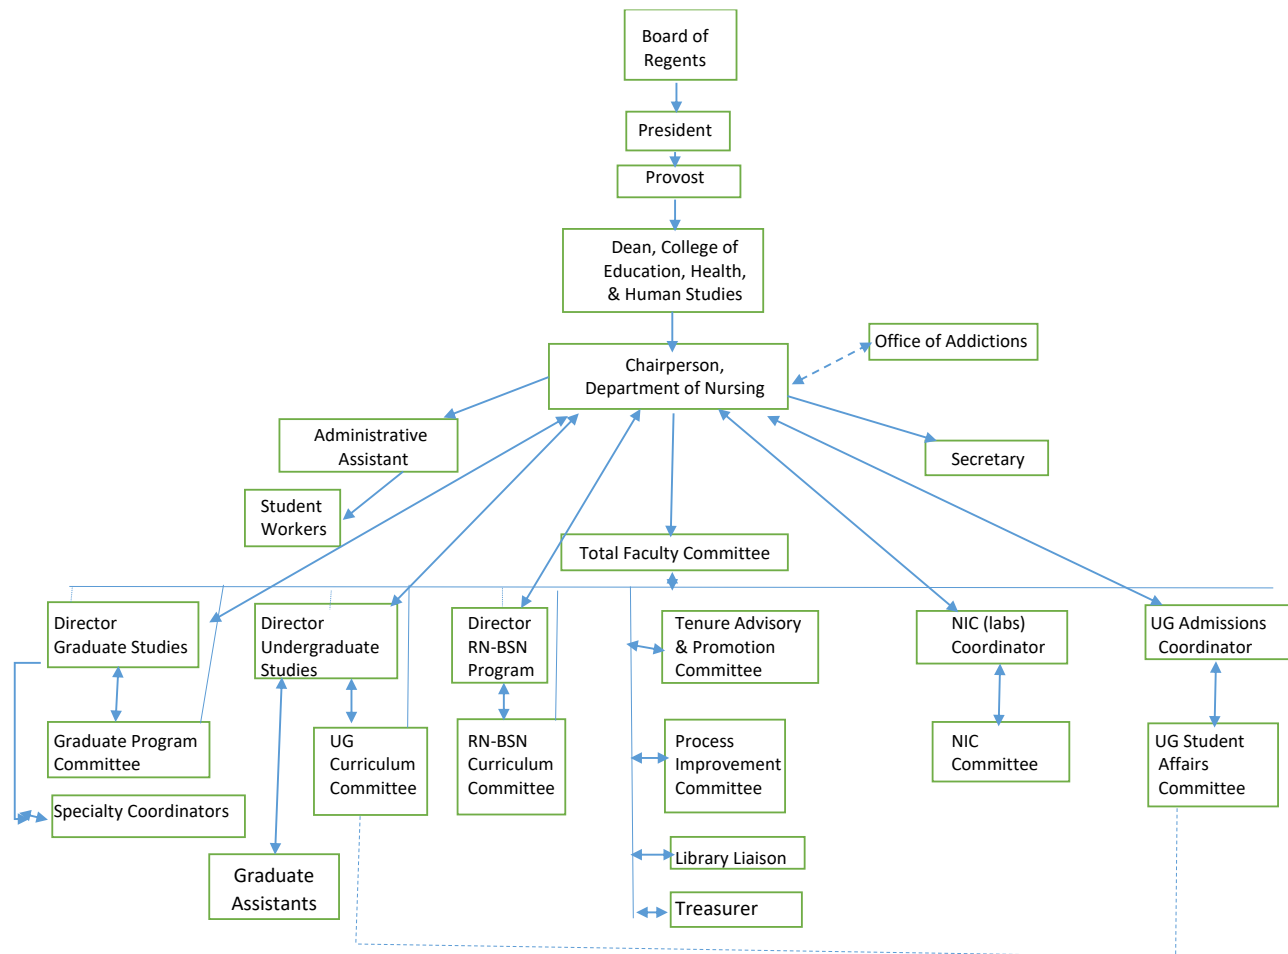 Board of
Regents
President
Provost
Dean, College of
Education, Health,
& Human Studies
Office of Addictions
Chairperson,
Department of Nursing
Administrative
Assistant
Secretary
Student
Workers
Total Faculty Committee
Director
Graduate Studies
Director
Undergraduate
Studies
Director
RN-BSN
Program
Tenure Advisory
& Promotion
Committee
NIC (labs)
Coordinator
UG Admissions
Coordinator
Graduate Program
Committee
UG
Curriculum
Committee
RN-BSN
Curriculum
Committee
Process
Improvement
Committee
NIC
Committee
UG Student
Affairs
Committee
Specialty Coordinators
Library Liaison
Graduate
Assistants
Treasurer